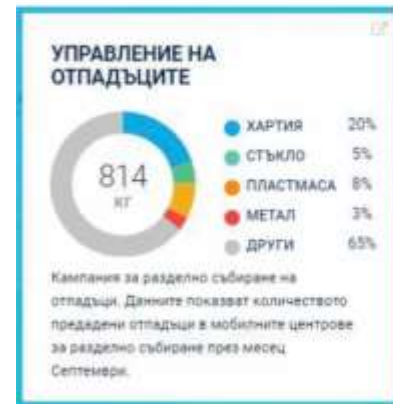 УПРАВЛЕНИЕ НА
ОТПАДЪЦИТЕ
814
КГ
ХАРТИЯ 20%
СТЪКЛО 5%
ПЛАСТМАСА 8%
МЕТАЛ 3%
ДРУГИ 65%
Кампания за разделно събиране на
отпадъци. Данните показват количеството
предадени отпадъци в мобилните центрове
за разделно събиране през месец
Септември.